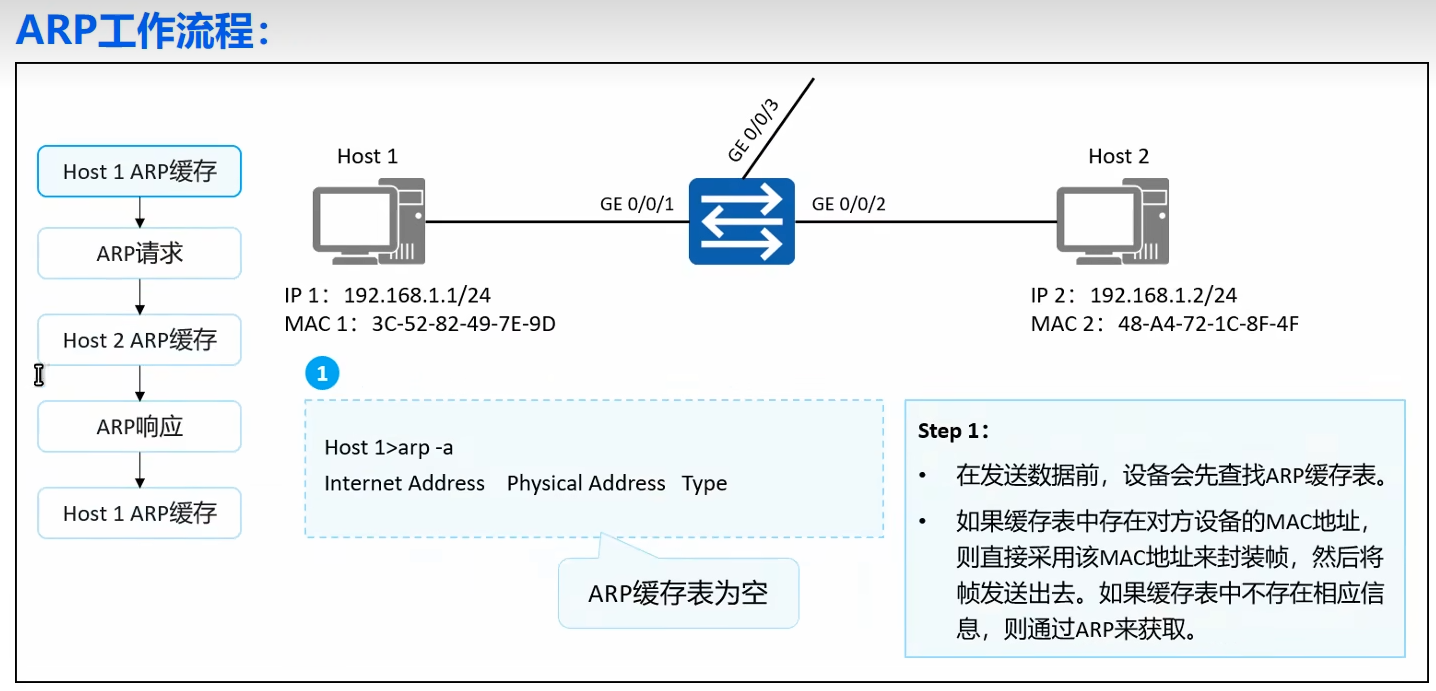 ARP工作流程：
Host 1 ARP缓存
ARP请求
Host 2 ARP缓存
ARP响应
Host 1 ARP缓存
Host 1
GE 0/0/1
GE 0/0/3
GE 0/0/2
Host 2
IP 1：192.168.1.1/24
MAC 1：3C-52-82-49-7E-9D
IP 2：192.168.1.2/24
MAC 2：48-A4-72-1C-8F-4F
1
Host 1>arp -a
Internet Address Physical Address Type
ARP缓存表为空
Step 1：
• 在发送数据前，设备会先查找ARP缓存表。
• 如果缓存表中存在对方设备的MAC地址，
则直接采用该MAC地址来封装帧，然后将
帧发送出去。如果缓存表中不存在相应信
息，则通过ARP来获取。